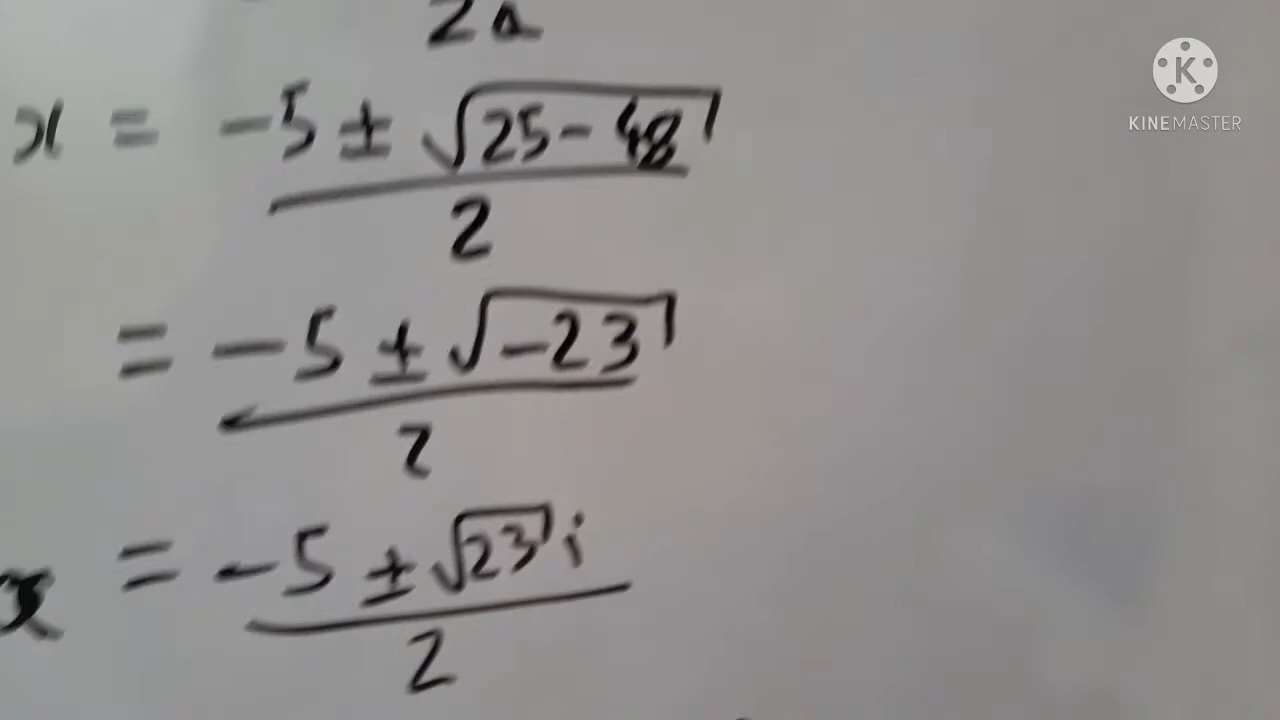 2a
x = -5 ± √25-48
2
= -5 ± √-23
2
x = -5 ± √23 i
2
KINEMASTER